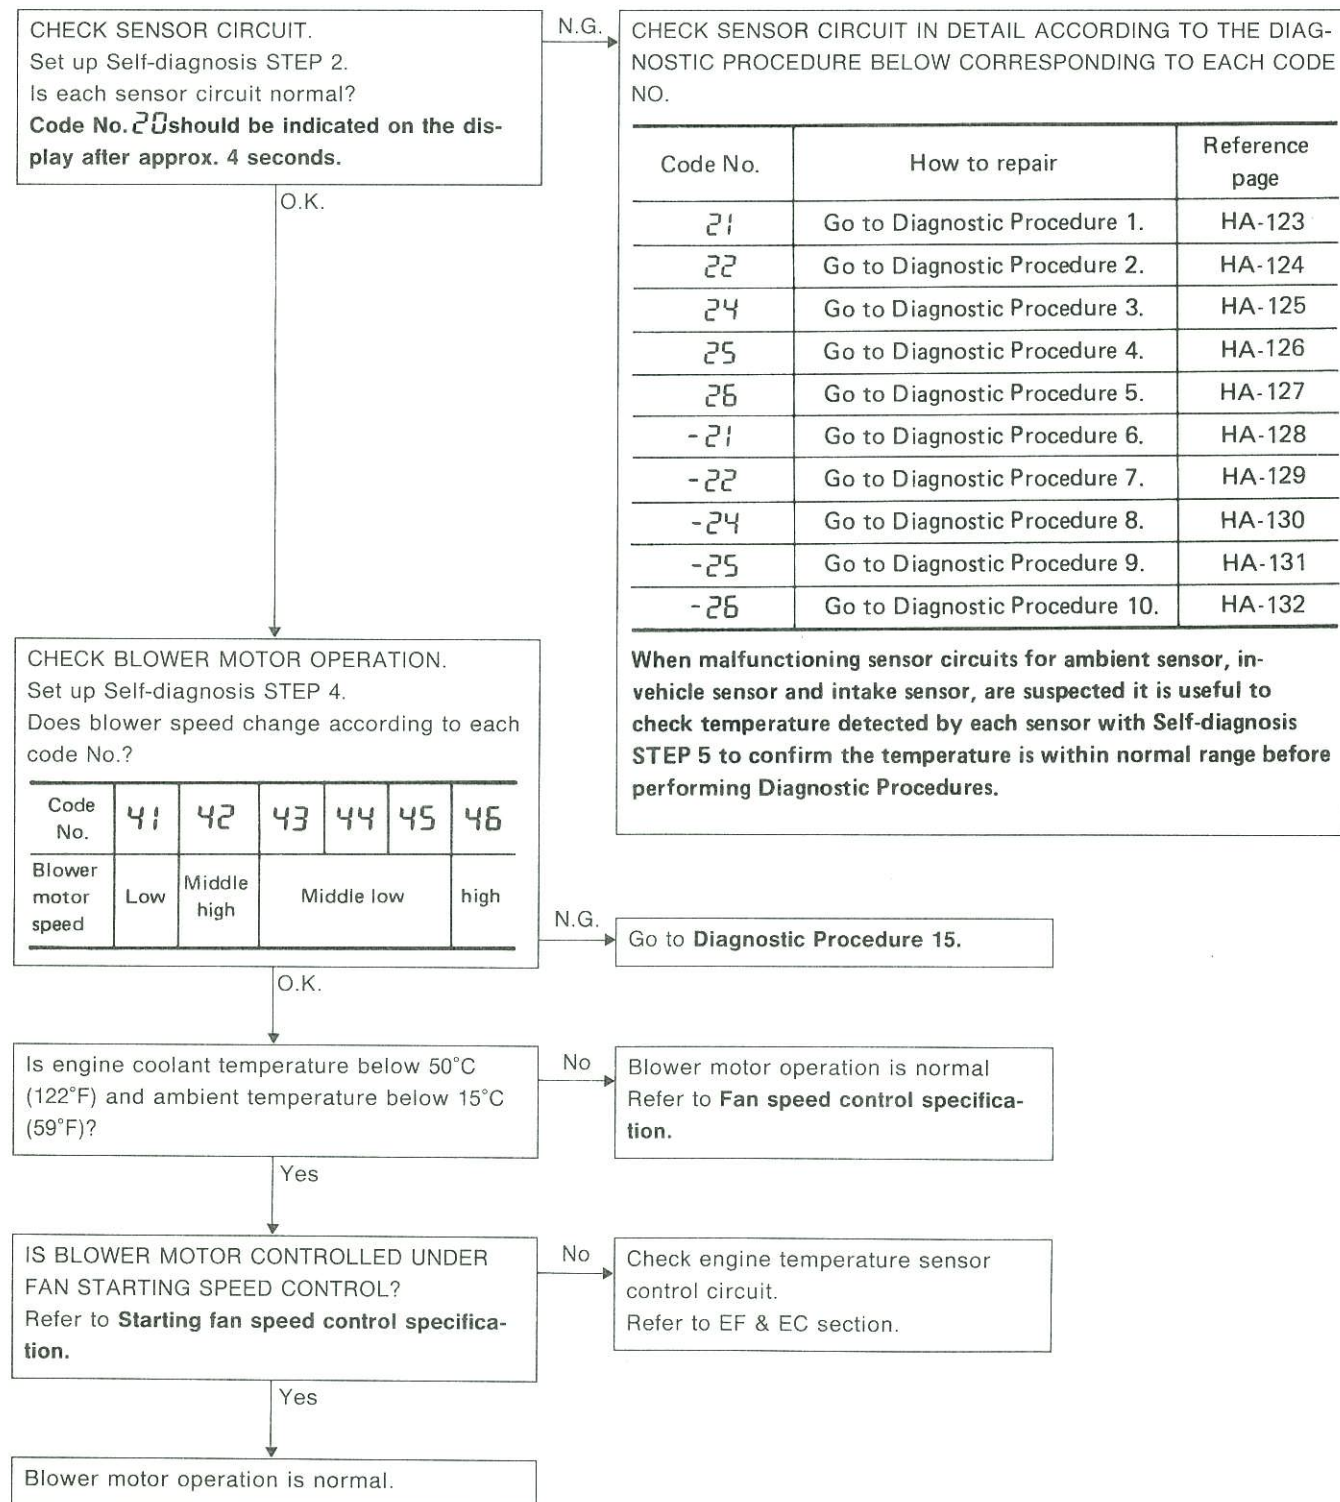 CHECK SENSOR CIRCUIT.
Set up Self-diagnosis STEP 2.
Is each sensor circuit normal?
Code No. 20 should be indicated on the dis-
play after approx. 4 seconds.
N.G.
O.K.
CHECK SENSOR CIRCUIT IN DETAIL ACCORDING TO THE DIAG-
NOSTIC PROCEDURE BELOW CORRESPONDING TO EACH CODE
NO.
Code No. How to repair Reference
page
21 Go to Diagnostic Procedure 1. HA-123
22 Go to Diagnostic Procedure 2. HA-124
24 Go to Diagnostic Procedure 3. HA-125
25 Go to Diagnostic Procedure 4. HA-126
26 Go to Diagnostic Procedure 5. HA-127
-21 Go to Diagnostic Procedure 6. HA-128
-22 Go to Diagnostic Procedure 7. HA-129
-24 Go to Diagnostic Procedure 8. HA-130
-25 Go to Diagnostic Procedure 9. HA-131
-26 Go to Diagnostic Procedure 10. HA-132
When malfunctioning sensor circuits for ambient sensor, in-
vehicle sensor and intake sensor, are suspected it is useful to
check temperature detected by each sensor with Self-diagnosis
STEP 5 to confirm the temperature is within normal range before
performing Diagnostic Procedures.
CHECK BLOWER MOTOR OPERATION.
Set up Self-diagnosis STEP 4.
Does blower speed change according to each
code No.?
Code
No. 41 42 43 44 45 46
Blower
motor
speed Low Middle
high Middle low high
N.G.
Go to Diagnostic Procedure 15.
O.K.
Is engine coolant temperature below 50°C
(122°F) and ambient temperature below 15°C
(59°F)?
No
Blower motor operation is normal
Refer to Fan speed control specifica-
tion.
Yes
IS BLOWER MOTOR CONTROLLED UNDER
FAN STARTING SPEED CONTROL?
Refer to Starting fan speed control specifica-
tion.
No
Check engine temperature sensor
control circuit.
Refer to EF & EC section.
Yes
Blower motor operation is normal.